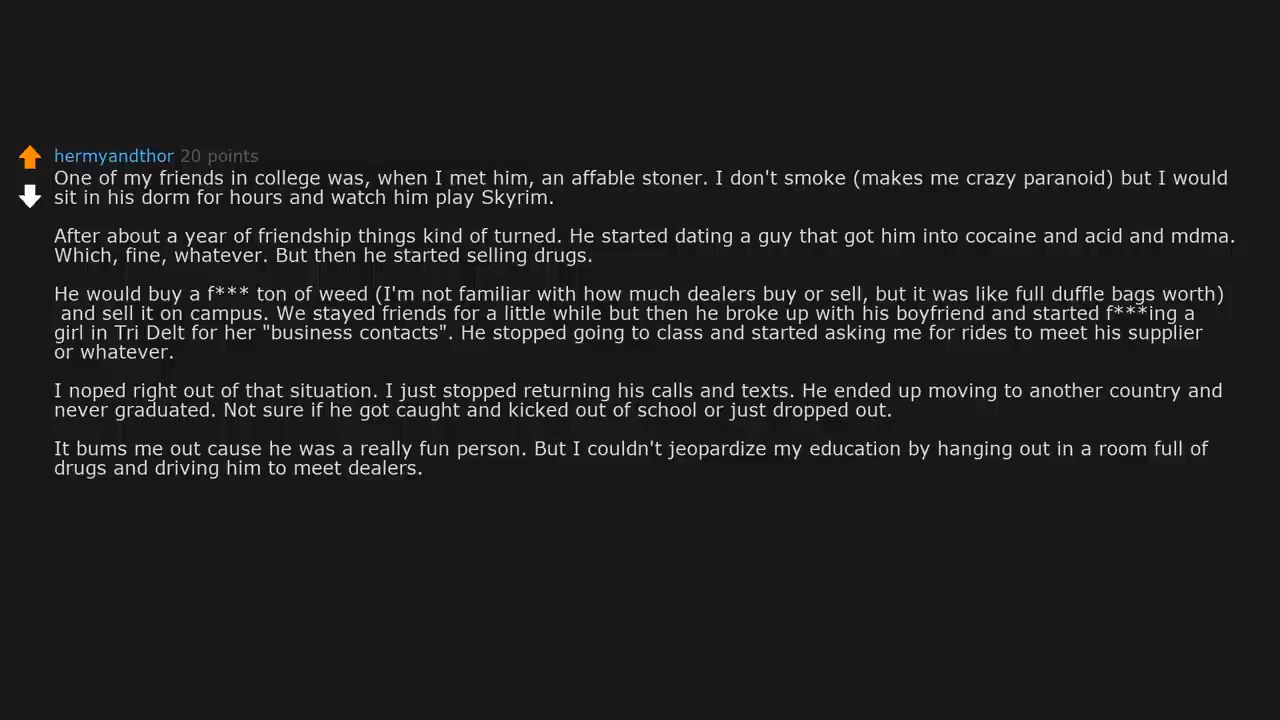 hermyandthor 20 points
One of my friends in college was, when I met him, an affable stoner. I don't smoke (makes me crazy paranoid) but I would
sit in his dorm for hours and watch him play Skyrim.
After about a year of friendship things kind of turned. He started dating a guy that got him into cocaine and acid and mdma.
Which, fine, whatever. But then he started selling drugs.
He would buy a f*** ton of weed (I'm not familiar with how much dealers buy or sell, but it was like full duffle bags worth)
and sell it on campus. We stayed friends for a little while but then he broke up with his boyfriend and started f***ing a
girl in Tri Delt for her "business contacts". He stopped going to class and started asking me for rides to meet his supplier
or whatever.
I noped right out of that situation. I just stopped returning his calls and texts. He ended up moving to another country and
never graduated. Not sure if he got caught and kicked out of school or just dropped out.
It bums me out cause he was a really fun person. But I couldn't jeopardize my education by hanging out in a room full of
drugs and driving him to meet dealers.